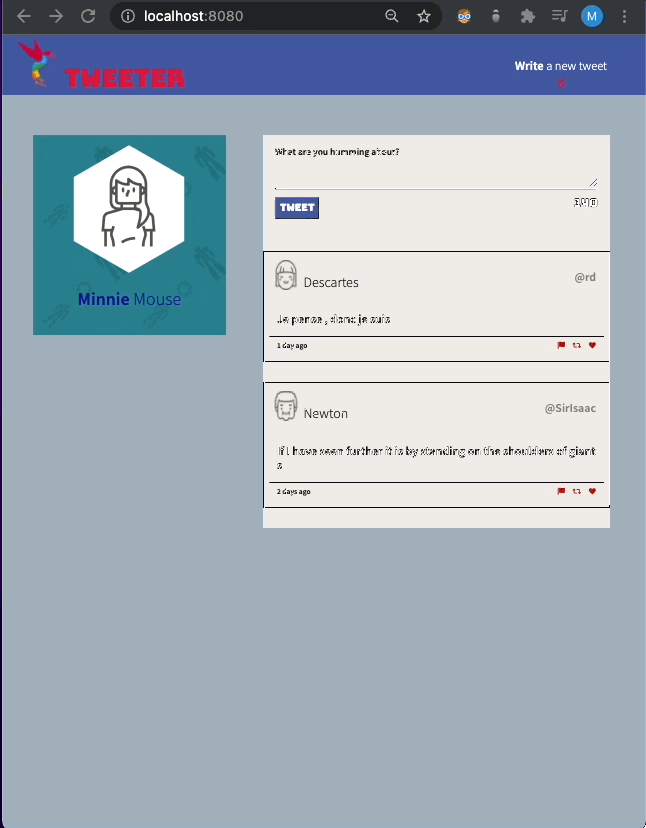 localhost:8080
M
TWEETER
Write a new tweet
Minnie Mouse
What are you humming about?
TWEET
140
Descartes
@rd
Je pense , donc je suis
1 day ago
Newton
@SirIsaac
If I have seen further it is by standing on the shoulders of giant
s
2 days ago